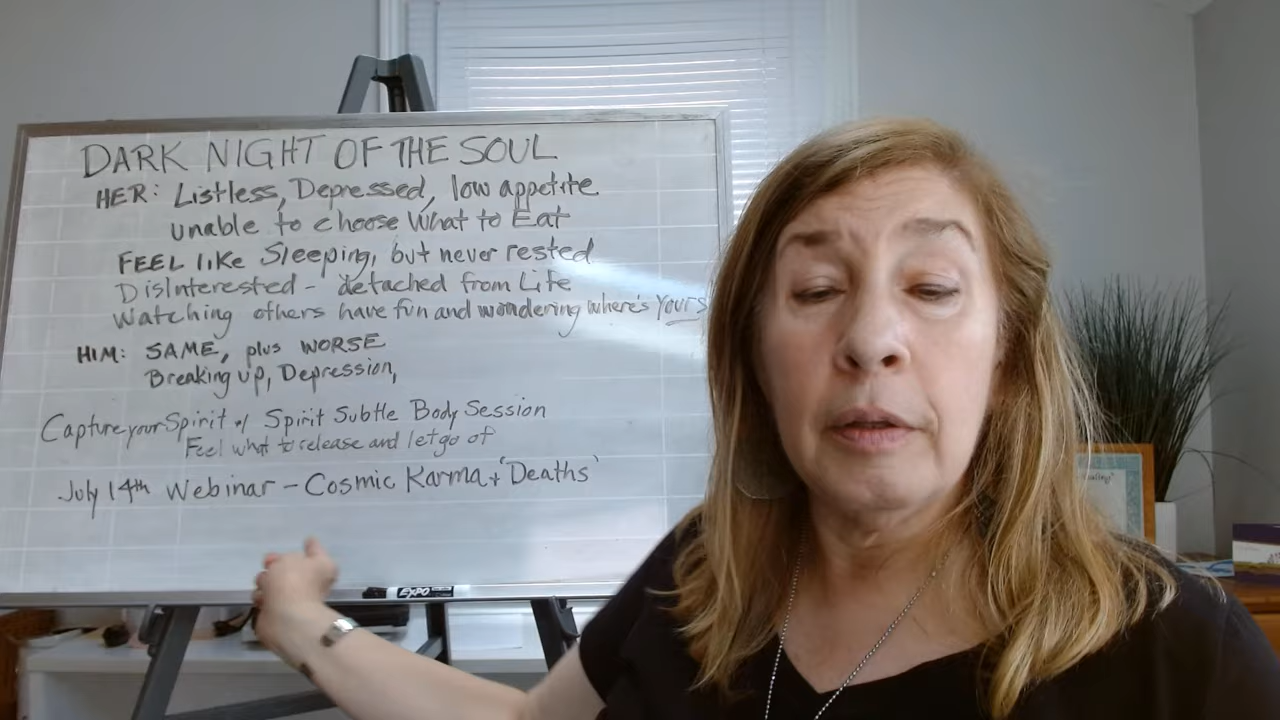 DARK NIGHT OF THE SOUL
HER: Listless, Depressed, low appetite
unable to choose What to Eat
FEEL like Sleeping, but never rested
DisInterested - detached from Life
Watching others have fun and wondering where's Yours
HIM: SAME, plus WORSE
Breaking up, Depression,
Capture your Spirit w/ Spirit Subtle Body Session
Feel what to release and let go of
July 14th Webinar - Cosmic Karma + 'Deaths'
EXPO